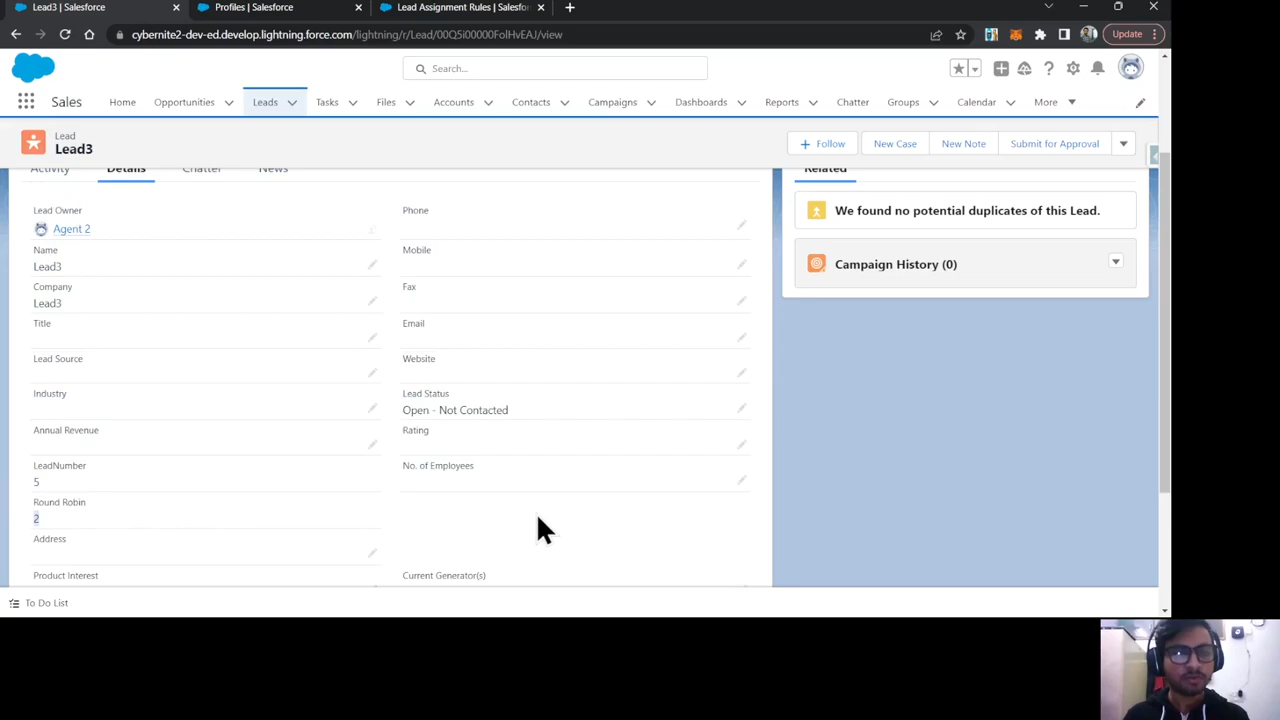 Lead3 | Salesforce
Profiles | Salesforce
Lead Assignment Rules | Salesfor
cybernite2-dev-ed.develop.lightning.force.com/lightning/r/Lead/00Q5i00000FolHvEAJ/view
Update
Search...
Sales
Home
Opportunities
Leads
Tasks
Files
Accounts
Contacts
Campaigns
Dashboards
Reports
Chatter
Groups
Calendar
More
Lead
Lead3
Follow
New Case
New Note
Submit for Approval
Activity
Details
Chatter
News
Related
Lead Owner
Agent 2
Phone
Name
Lead3
Mobile
Company
Lead3
Fax
Title
Email
Lead Source
Website
Industry
Lead Status
Open - Not Contacted
Annual Revenue
Rating
LeadNumber
5
No. of Employees
Round Robin
2
Address
Product Interest
Current Generator(s)
We found no potential duplicates of this Lead.
Campaign History (0)
To Do List